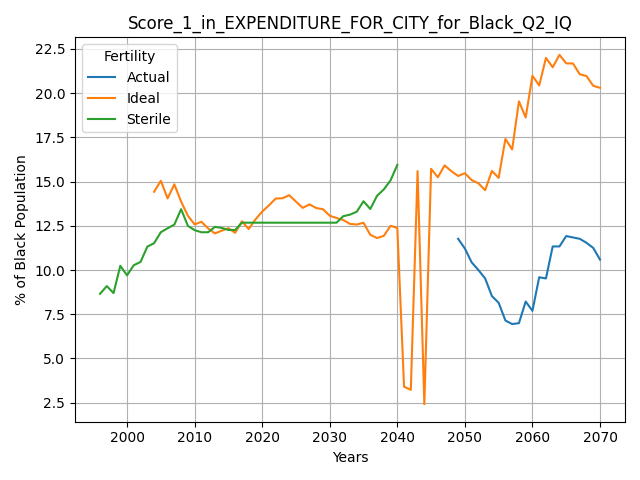 Score_1_in_EXPENDITURE_FOR_CITY_for_Black_Q2_IQ
Fertility
Actual
Ideal
Sterile
% of Black Population
22.5
20.0
17.5
15.0
12.5
10.0
7.5
5.0
2.5
2000 2010 2020 2030 2040 2050 2060 2070
Years